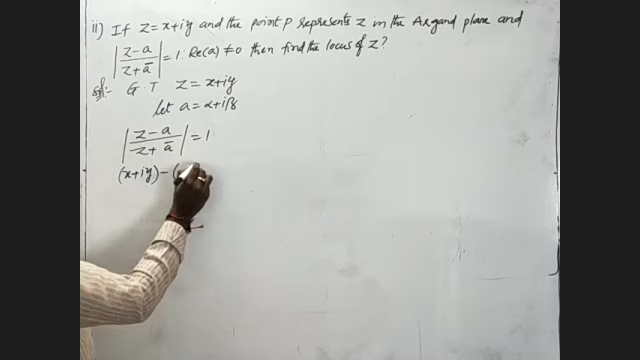 ii) If Z = x+iy and the point P represents Z in the Argand plane and
|Z-a / Z+ā| = 1: Re(a) ≠ 0 then find the locus of Z?
Sol:- G.T Z = x+iy
Let a = α+iβ
|Z-a / Z+ā| = 1
(x+iy) - (